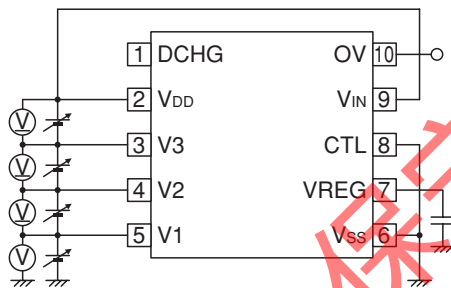 1 DCHG OV 10
2 VDD VIN 9
3 V3 CTL 8
4 V2 VREG 7
5 V1 VSS 6
V
V
V
V
保